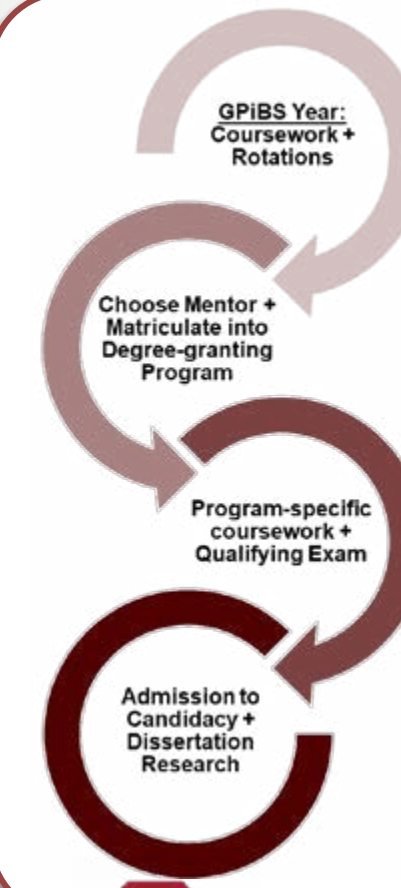 GPiBS Year:
Coursework +
Rotations
Choose Mentor +
Matriculate into
Degree-granting
Program
Program-specific
coursework +
Qualifying Exam
Admission to
Candidacy +
Dissertation
Research